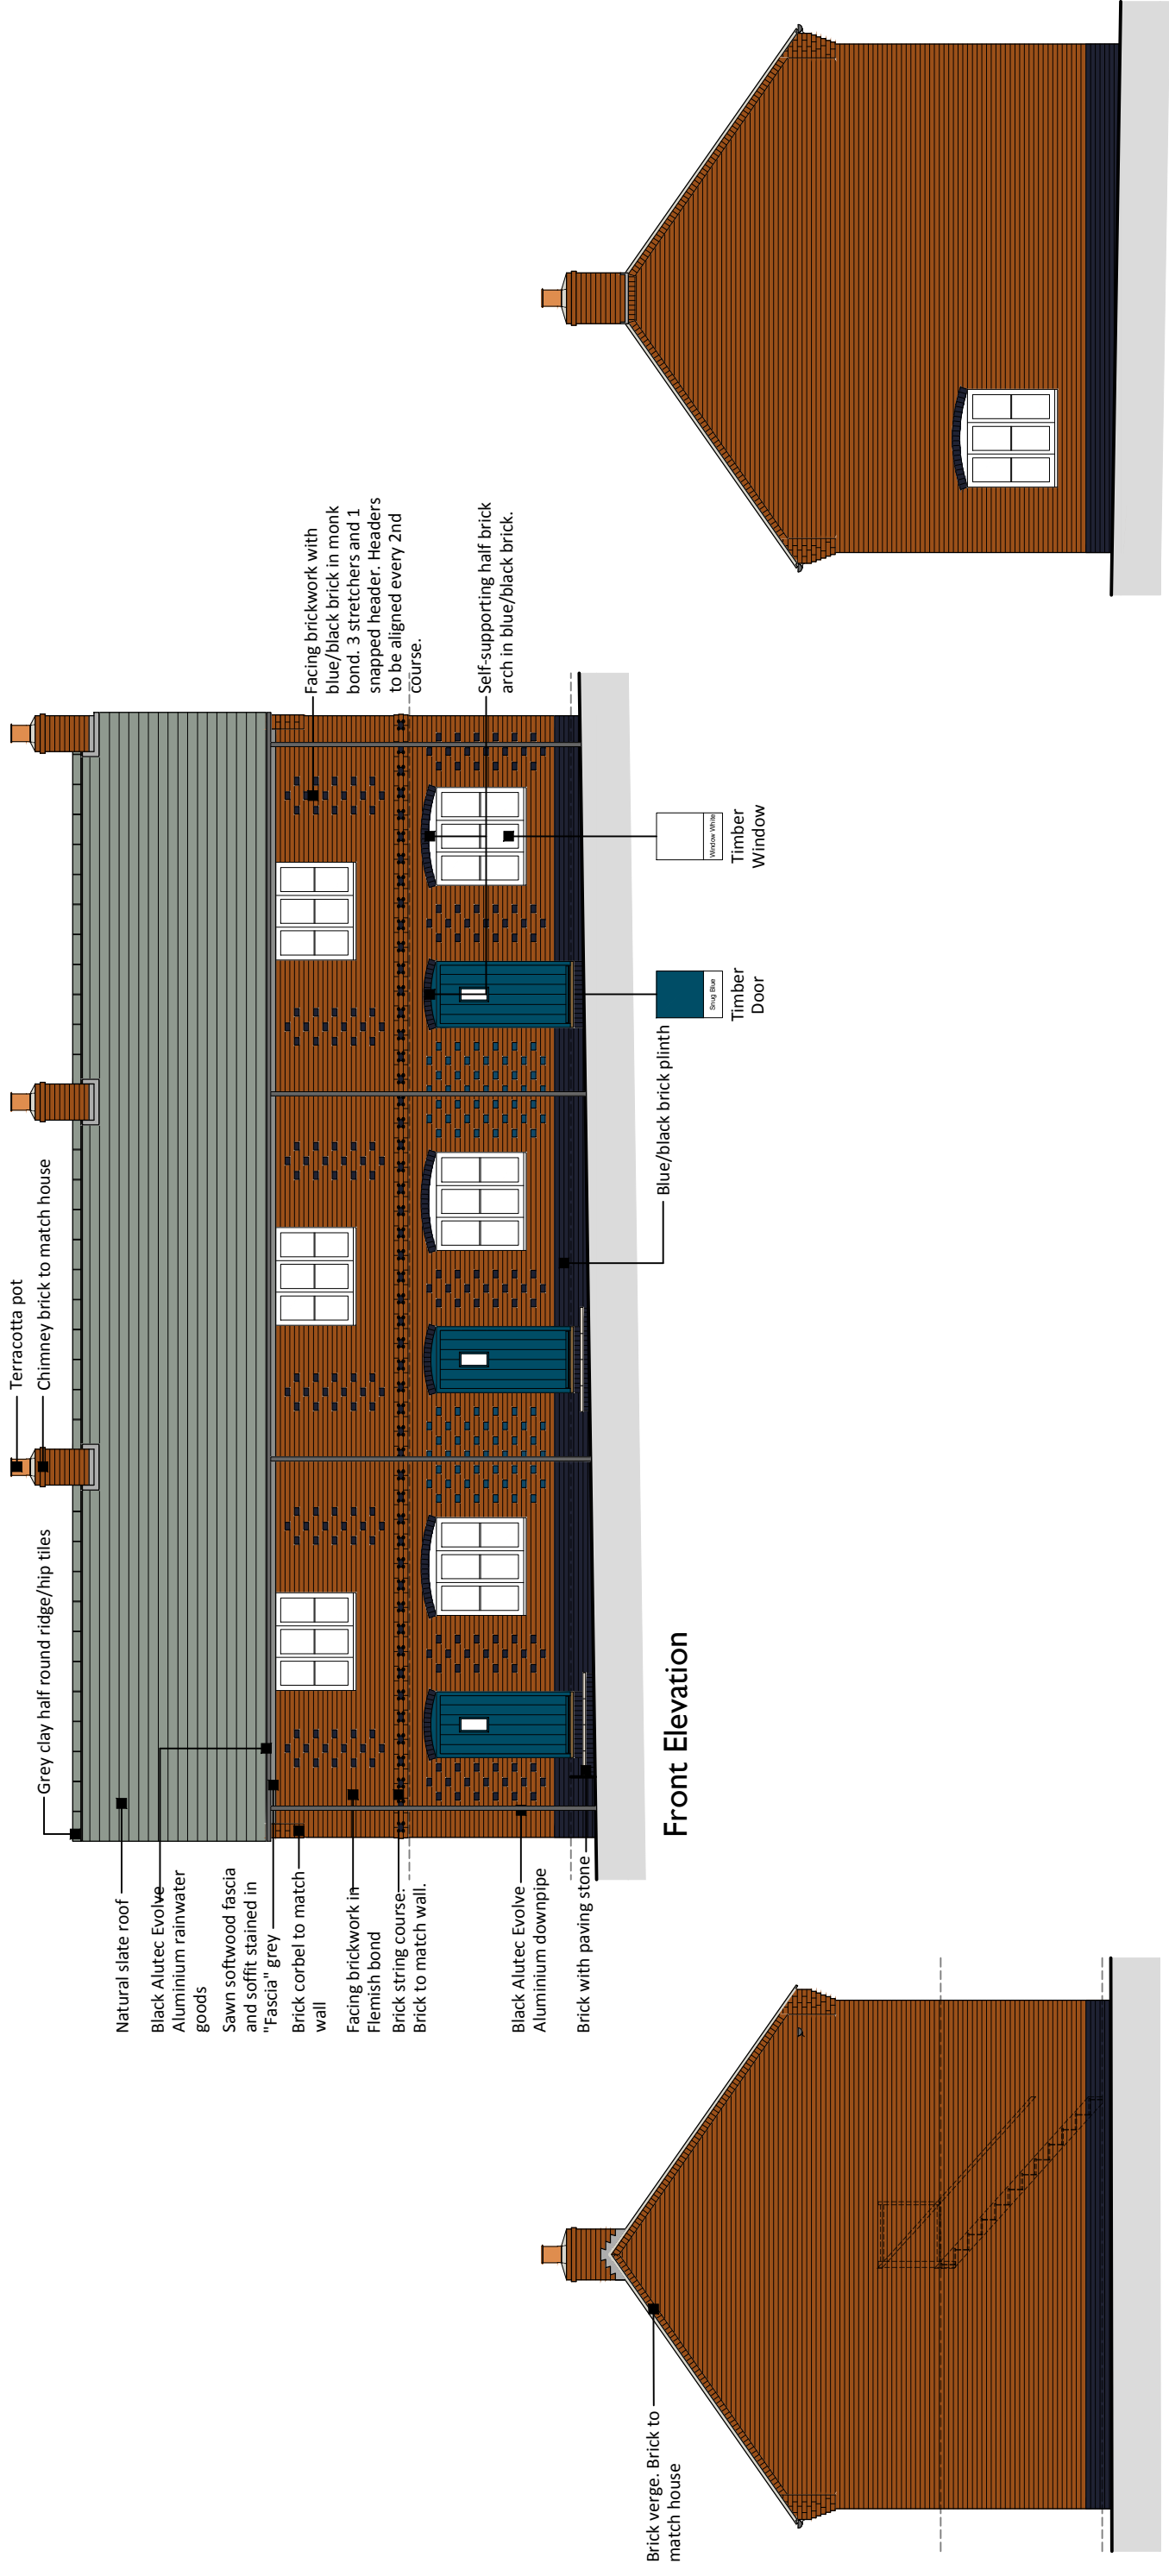 Terracotta pot
Chimney brick to match house
Grey clay half round ridge/hip tiles
Natural slate roof
Black Alutec Evolve
Aluminium rainwater
goods
Sawn softwood fascia
and soffit stained in
"Fascia" grey
Brick corbel to match
wall
Facing brickwork in
Flemish bond
Brick string course.
Brick to match wall.
Black Alutec Evolve
Aluminium downpipe
Brick with paving stone
Facing brickwork with
blue/black brick in monk
bond. 3 stretchers and 1
snapped header. Headers
to be aligned every 2nd
course.
Self-supporting half brick
arch in blue/black brick.
Blue/black brick plinth
Snug Blue
Timber
Door
Window White
Timber
Window
Front Elevation
Brick verge. Brick to
match house